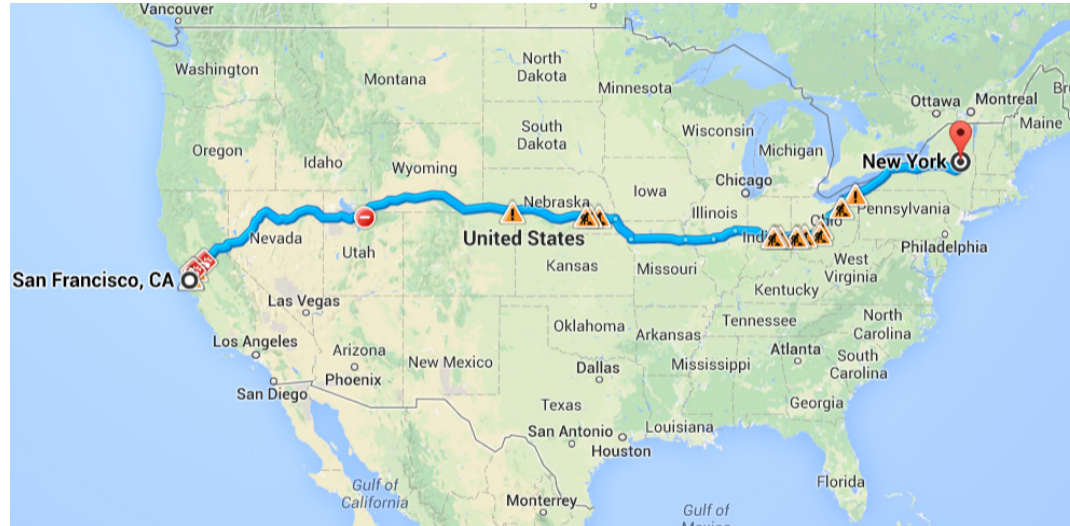 Vancouver
Washington
Montana
North
Dakota
Minnesota
Ottawa
Montreal
Maine
Oregon
Idaho
Wyoming
South
Dakota
Wisconsin
Michigan
New York
Nebraska
Iowa
Chicago
Illinois
Pennsylvania
Nevada
Utah
United States
Philadelphia
San Francisco, CA
Kansas
Missouri
West
Virginia
Kentucky
Las Vegas
Oklahoma
Arkansas
Tennessee
North
Carolina
Los Angeles
Arizona
New Mexico
Phoenix
Dallas
Mississippi
Atlanta
South
Carolina
San Diego
Texas
Georgia
San Antonio
Houston
Louisiana
Florida
Gulf of
California
Monterrey
Gulf of